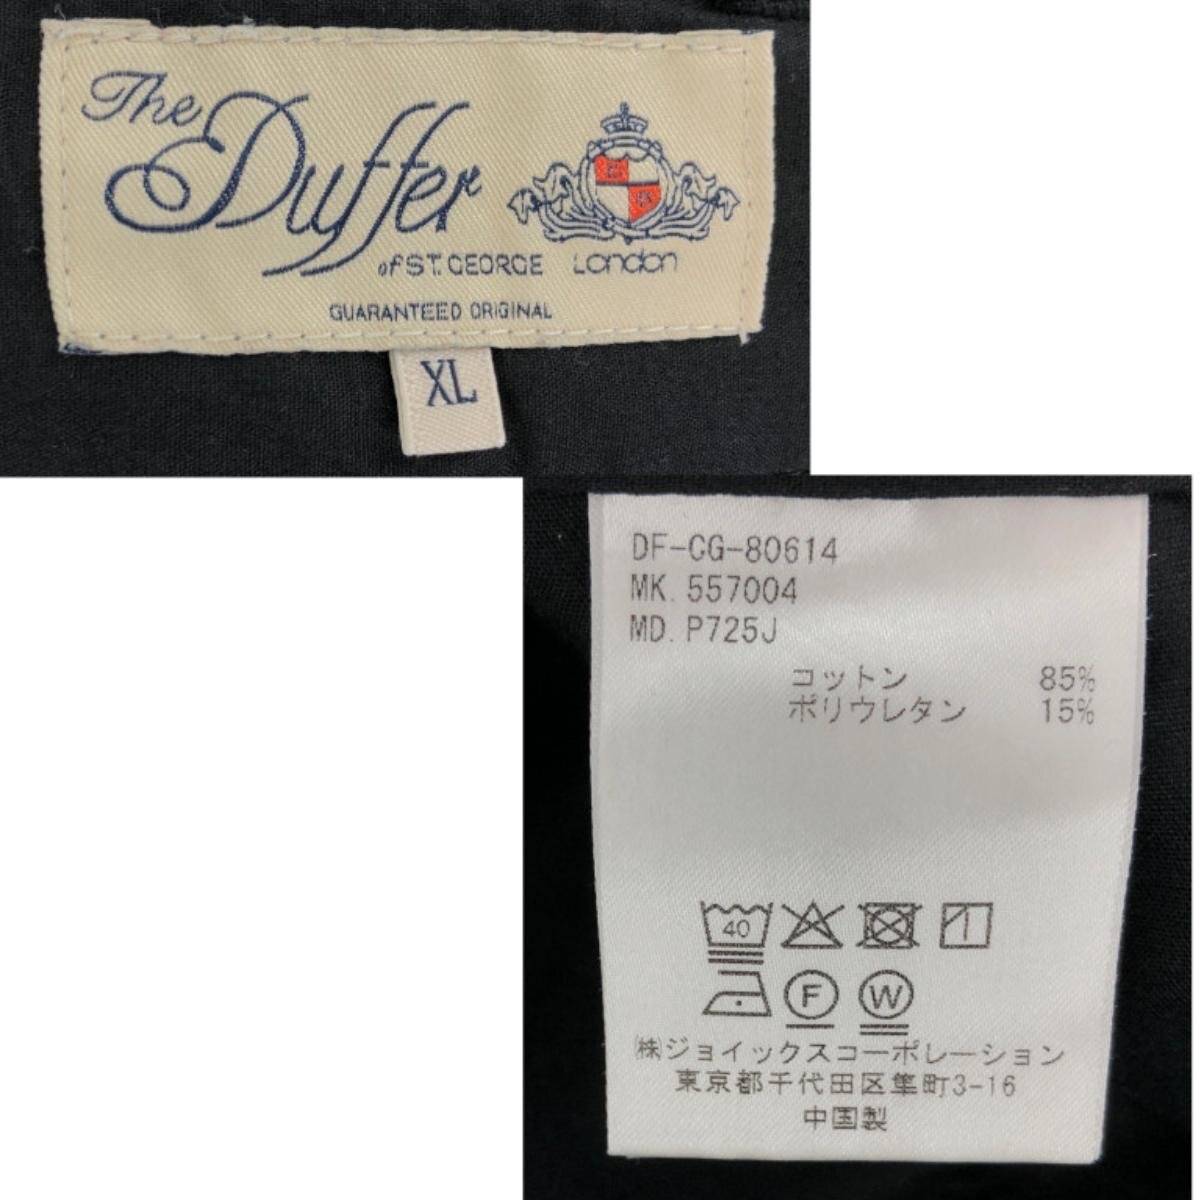 The Duffer
of ST. GEORGE London
GUARANTEED ORIGINAL
XL
DF-CG-80614
MK. 557004
MD. P725J
コットン 85%
ポリウレタン 15%
40
F W
㈱ジョイックスコーポレーション
東京都千代田区隼町3-16
中国製